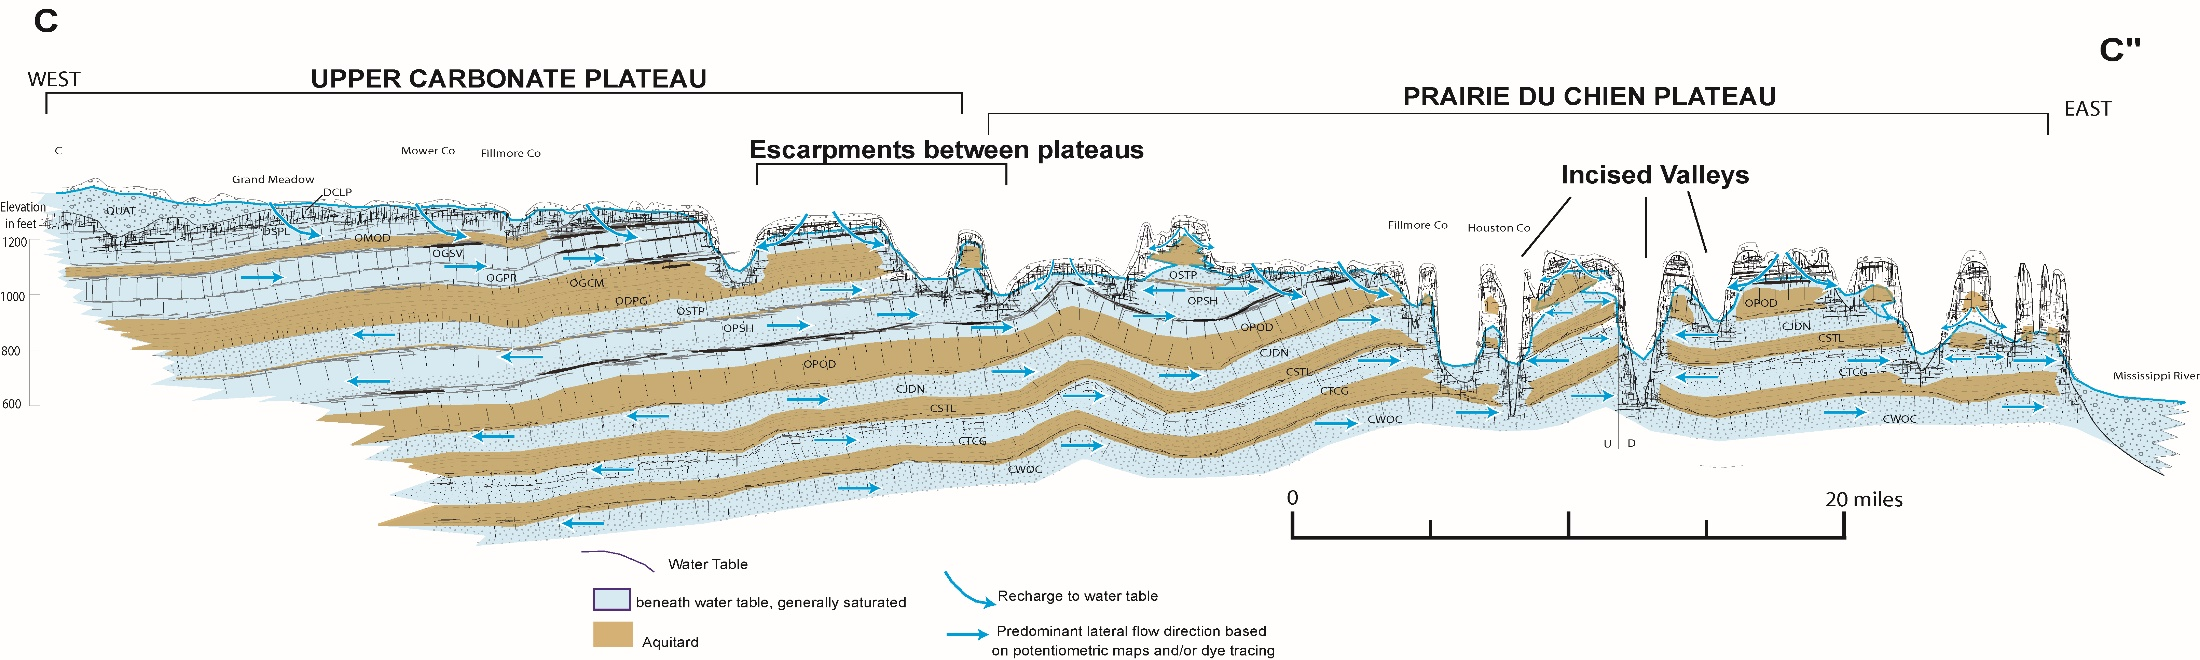 C
C"
WEST
UPPER CARBONATE PLATEAU
PRAIRIE DU CHIEN PLATEAU
EAST
Escarpments between plateaus
Incised Valleys
C
Mower Co
Fillmore Co
Grand Meadow
DCLP
Fillmore Co
Houston Co
Elevation
in feet
1200
1000
800
600
QUAT
DSPL
OMQD
OGSV
OGPR
OGCM
ODPG
OSTP
OPSH
OPOD
CJDN
CSTL
CTCG
CWOC
OSTP
OPSH
OPOD
CJDN
CSTL
CTCG
CWOC
OPOD
CJDN
CSTL
CTCG
CWOC
U D
Mississippi River
0
20 miles
Water Table
beneath water table, generally saturated
Aquitard
Recharge to water table
Predominant lateral flow direction based
on potentiometric maps and/or dye tracing